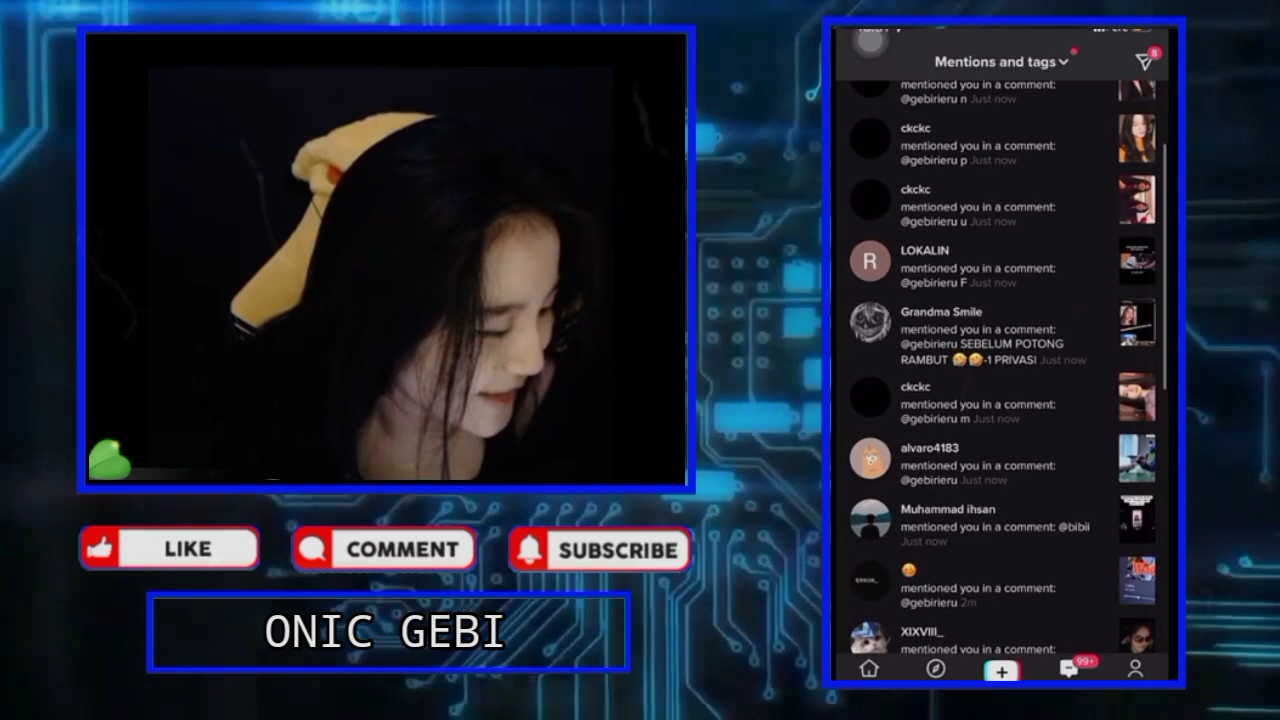 Mentions and tags
8
mentioned you in a comment:
@gebirieru n Just now
ckckc
mentioned you in a comment:
@gebirieru p Just now
ckckc
mentioned you in a comment:
@gebirieru u Just now
R
LOKALIN
mentioned you in a comment:
@gebirieru F Just now
Grandma Smile
mentioned you in a comment:
@gebirieru SEBELUM POTONG
RAMBUT 🤣🤣-1 PRIVASI Just now
ckckc
mentioned you in a comment:
@gebirieru m Just now
alvaro4183
mentioned you in a comment:
@gebirieru Just now
Muhammad ihsan
mentioned you in a comment: @bibii
Just now
mentioned you in a comment:
@gebirieru 2m
XIXVIII_
mentioned you in a comment:
99+
LIKE
COMMENT
SUBSCRIBE
ONIC GEBI